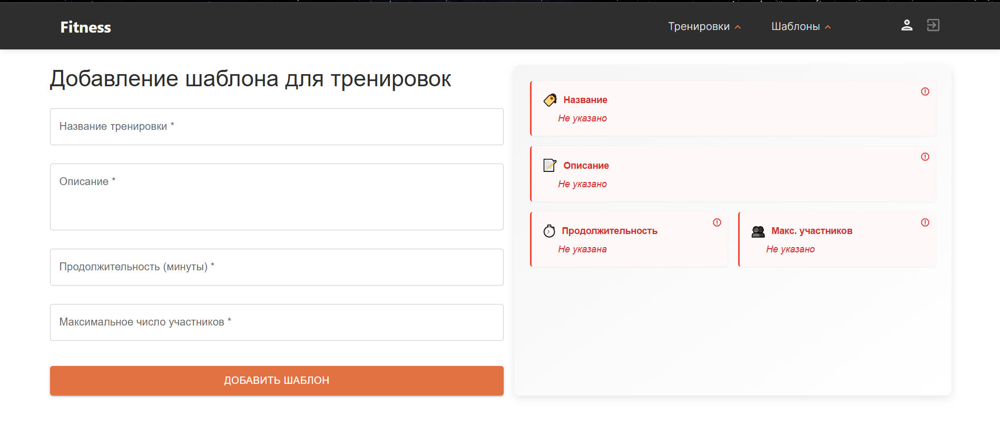 Fitness
Тренировки
Шаблоны
Добавление шаблона для тренировок
Название тренировки *
Описание *
Продолжительность (минуты) *
Максимальное число участников *
ДОБАВИТЬ ШАБЛОН
Название
Не указано
Описание
Не указано
Продолжительность
Не указана
Макс. участников
Не указано